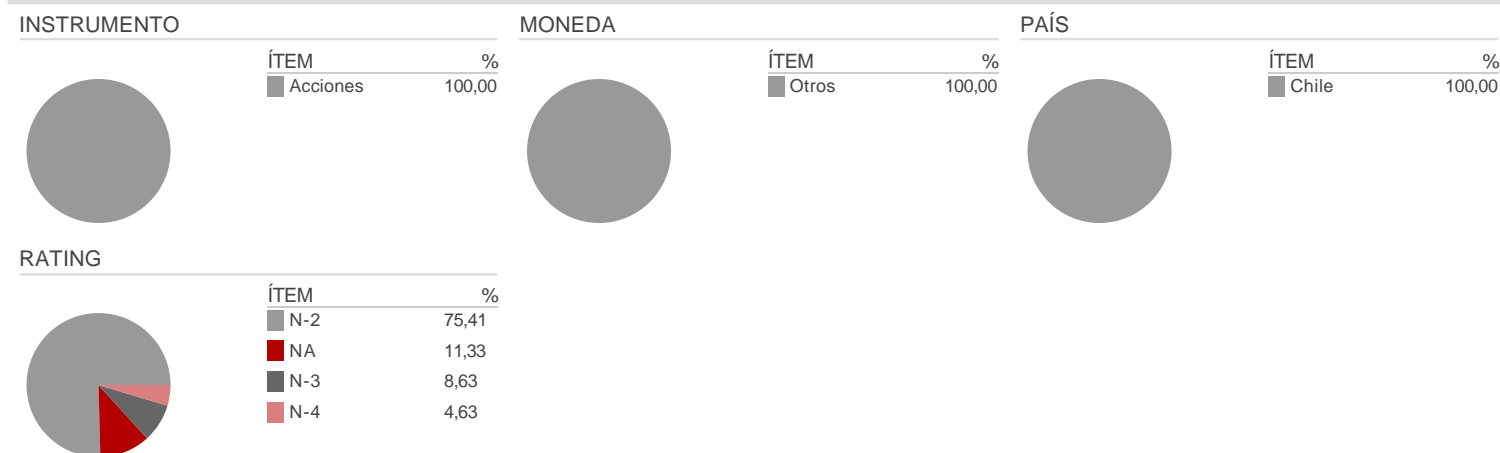 INSTRUMENTO
ÍTEM %
Acciones 100,00
MONEDA
ÍTEM %
Otros 100,00
PAÍS
ÍTEM %
Chile 100,00
RATING
ÍTEM %
N-2 75,41
NA 11,33
N-3 8,63
N-4 4,63